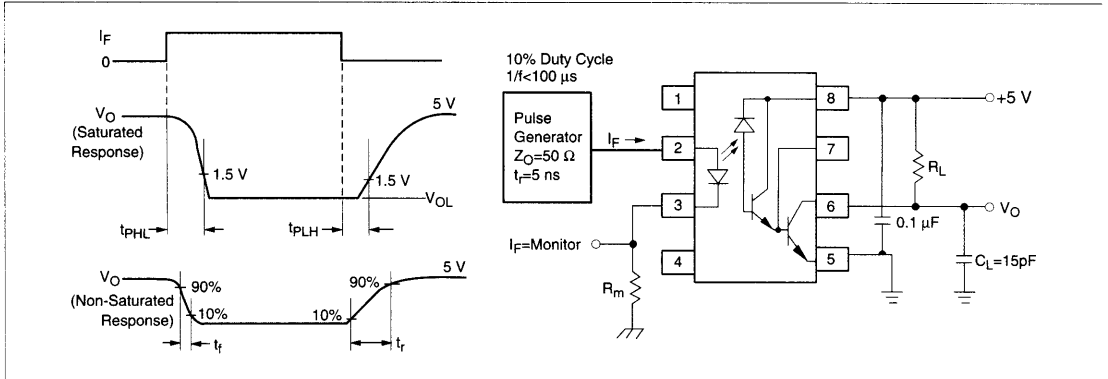 I_F
0
V_O
(Saturated
Response)
5 V
1.5 V
1.5 V
V_OL
t_PHL
t_PLH
V_O
(Non-Saturated
Response)
5 V
90%
90%
10%
10%
t_f
t_r
10% Duty Cycle
1/f<100 µs
Pulse
Generator
Z_O=50 Ω
t_r=5 ns
I_F
I_F=Monitor
R_m
1
2
3
4
8
7
6
5
+5 V
R_L
V_O
0.1 µF
C_L=15pF